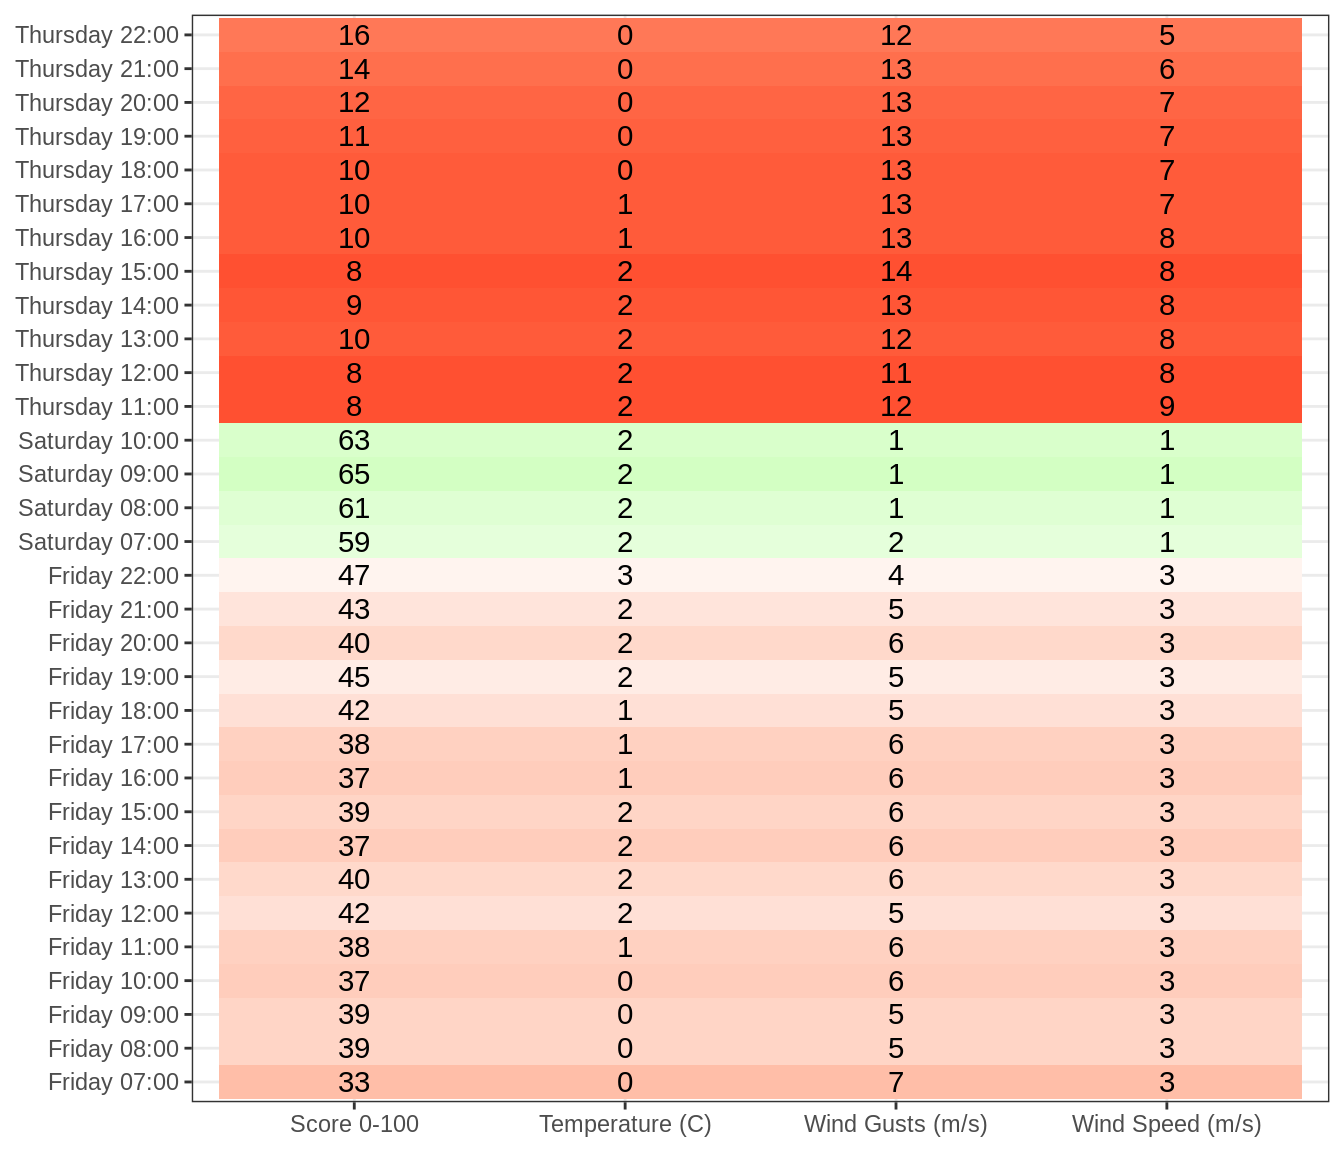 Thursday 22:00 16 0 12 5
Thursday 21:00 14 0 13 6
Thursday 20:00 12 0 13 7
Thursday 19:00 11 0 13 7
Thursday 18:00 10 0 13 7
Thursday 17:00 10 1 13 7
Thursday 16:00 10 1 13 8
Thursday 15:00 8 2 14 8
Thursday 14:00 9 2 13 8
Thursday 13:00 10 2 12 8
Thursday 12:00 8 2 11 8
Thursday 11:00 8 2 12 9
Saturday 10:00 63 2 1 1
Saturday 09:00 65 2 1 1
Saturday 08:00 61 2 1 1
Saturday 07:00 59 2 2 1
Friday 22:00 47 3 4 3
Friday 21:00 43 2 5 3
Friday 20:00 40 2 6 3
Friday 19:00 45 2 5 3
Friday 18:00 42 1 5 3
Friday 17:00 38 1 6 3
Friday 16:00 37 1 6 3
Friday 15:00 39 2 6 3
Friday 14:00 37 2 6 3
Friday 13:00 40 2 6 3
Friday 12:00 42 2 5 3
Friday 11:00 38 1 6 3
Friday 10:00 37 0 6 3
Friday 09:00 39 0 5 3
Friday 08:00 39 0 5 3
Friday 07:00 33 0 7 3
Score 0-100 Temperature (C) Wind Gusts (m/s) Wind Speed (m/s)